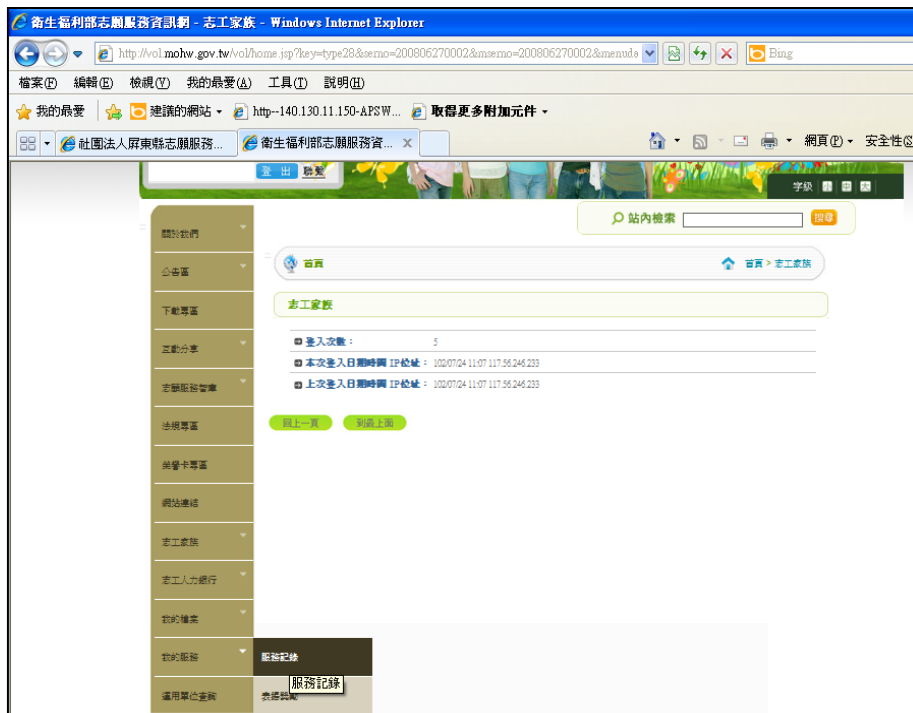 衛生福利部志願服務資訊網 - 志工家族 - Windows Internet Explorer
http://vol.mohw.gov.tw/vol/home.jsp?key=type28&semo=200806270002&msemo=200806270002&menuda
Bing
檔案(F) 編輯(E) 檢視(V) 我的最愛(A) 工具(T) 說明(H)
我的最愛 建議的網站 http--140.130.11.150-APSW... 取得更多附加元件
社團法人屏東縣志願服務... 衛生福利部志願服務資... X 網頁(P) 安全性(S
登出
字級 小 中 大
站內檢索 搜尋
關於我們
首頁 首頁 > 志工家族
公告區
志工家族
下載專區
登入次數： 5
互動分享
本次登入日期時間 IP位址： 102/07/24 11:07 117.56.246.233
上次登入日期時間 IP位址： 102/07/24 11:07 117.56.246.233
志願服務智庫
回上一頁 到最上面
法規專區
榮譽卡專區
網站連結
志工家族
志工人力銀行
我的檔案
我的服務 服務記錄
服務記錄
運用單位查詢 表揚獎勵